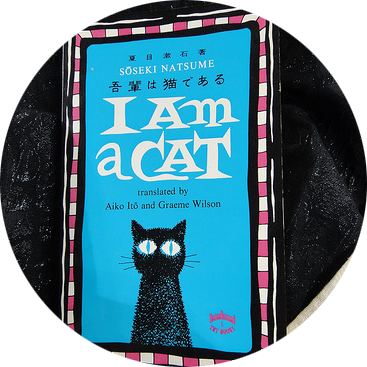 夏目漱石著
SŌSEKI NATSUME
吾輩は猫である
I AM
a CAT
translated by
Aiko Itō and Graeme Wilson